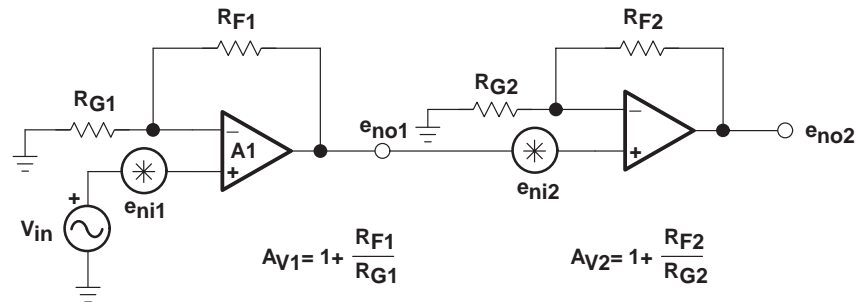 RF1
RF2
RG1
RG2
−
−
A1
+
+
eno1
eno2
+
eni1
eni2
Vin
AV1= 1+ RF1
RG1
AV2= 1+ RF2
RG2